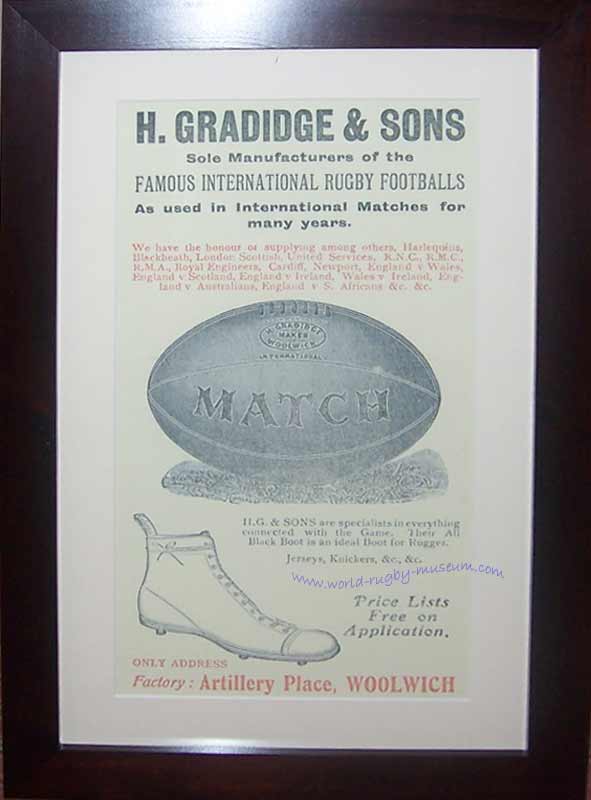 H. GRADIDGE & SONS
Sole Manufacturers of the
FAMOUS INTERNATIONAL RUGBY FOOTBALLS
As used in International Matches for
many years.
We have the honour of supplying among others, Harlequins,
Blackheath, London Scottish, United Services, R.N.C., R.M.C.,
R.M.A., Royal Engineers, Cardiff, Newport, England v Wales,
England v Scotland, England v Ireland, Wales v Ireland, Eng-
land v Australians, England v S. Africans &c. &c.
H. GRADIDGE
MAKER
WOOLWICH
INTERNATIONAL
MATCH
H.G. & SONS are specialists in everything
connected with the Game. Their All
Black Boot is an ideal Boot for Rugger.
Jerseys, Knickers, &c., &c.
www.world-rugby-museum.com
Price Lists
Free on
Application.
ONLY ADDRESS
Factory: Artillery Place, WOOLWICH